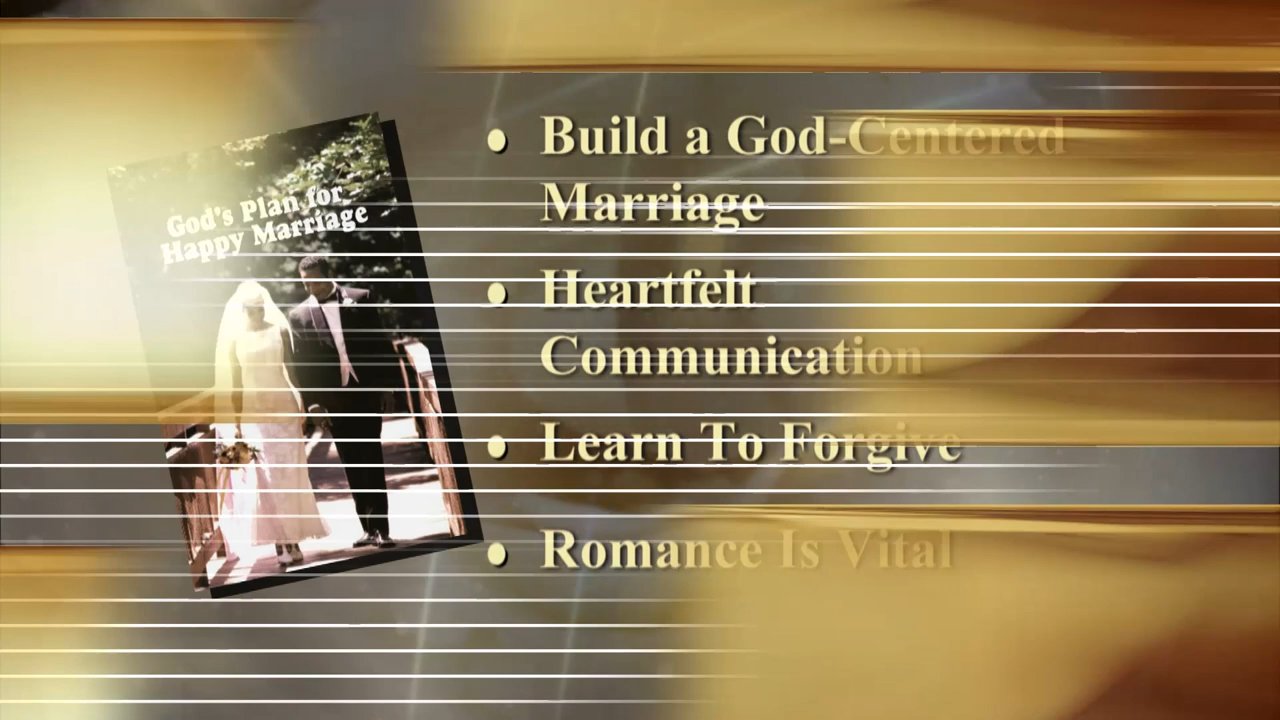 God's Plan for
Happy Marriage
• Build a God-Centered
Marriage
• Heartfelt
Communication
• Learn To Forgive
• Romance Is Vital